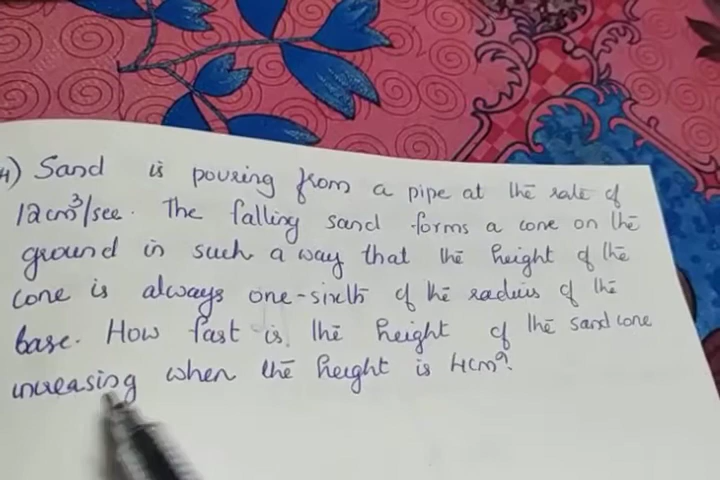 4) Sand is pouring from a pipe at the rate of
12cm³/sec. The falling sand forms a cone on the
ground in such a way that the height of the
cone is always one-sixth of the radius of the
base. How fast is the height of the sand cone
increasing when the height is 4cm?